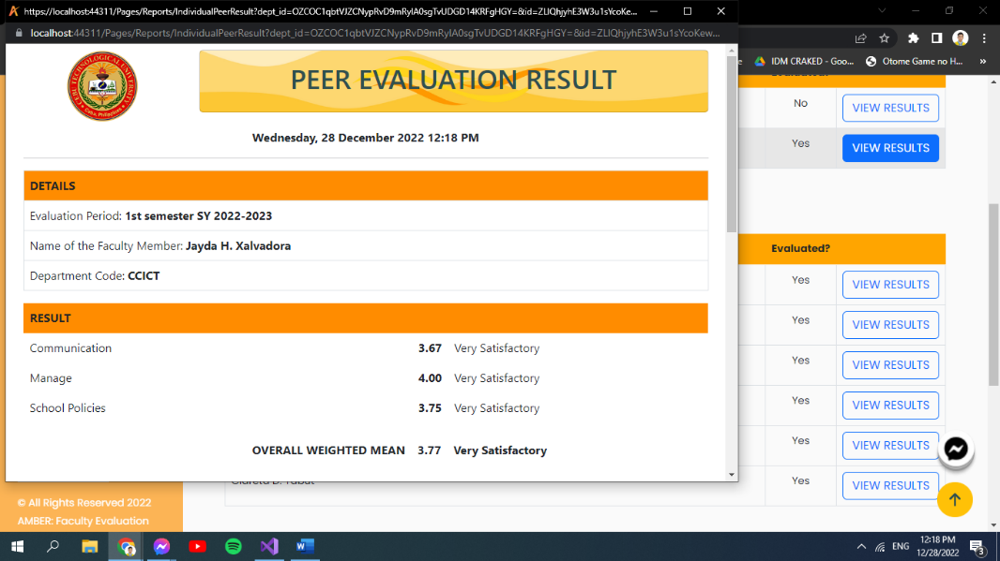 https://localhost:44311/Pages/Reports/IndividualPeerResult?dept_id=OZCOC1qbtVJZCNypRvD9mRylA0sgTvUDGD14KRFgHGY=&id=ZLIQhjyhE3W3u1sYcoKe...
localhost:44311/Pages/Reports/IndividualPeerResult?dept_id=OZCOC1qbtVJZCNypRvD9mRylA0sgTvUDGD14KRFgHGY=&id=ZLIQhjyhE3W3u1sYcoKew...
IDM CRAKED - Goo...
Otome Game no H...
»
PEER EVALUATION RESULT
Wednesday, 28 December 2022 12:18 PM
DETAILS
Evaluation Period: 1st semester SY 2022-2023
Name of the Faculty Member: Jayda H. Xalvadora
Department Code: CCICT
RESULT
Communication 3.67 Very Satisfactory
Manage 4.00 Very Satisfactory
School Policies 3.75 Very Satisfactory
OVERALL WEIGHTED MEAN 3.77 Very Satisfactory
No VIEW RESULTS
Yes VIEW RESULTS
Evaluated?
Yes VIEW RESULTS
Yes VIEW RESULTS
Yes VIEW RESULTS
Yes VIEW RESULTS
Yes VIEW RESULTS
Yes VIEW RESULTS
© All Rights Reserved 2022
AMBER: Faculty Evaluation
ENG
12:18 PM
12/28/2022
3